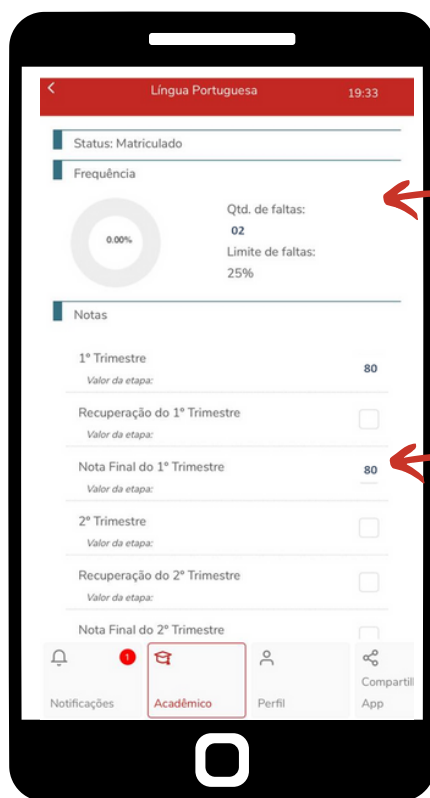 Língua Portuguesa 19:33
Status: Matriculado
Frequência
0.00%
Qtd. de faltas:
02
Limite de faltas:
25%
Notas
1º Trimestre
Valor da etapa:
80
Recuperação do 1º Trimestre
Valor da etapa:
Nota Final do 1º Trimestre
Valor da etapa:
80
2º Trimestre
Valor da etapa:
Recuperação do 2º Trimestre
Valor da etapa:
Nota Final do 2º Trimestre
1
Notificações
Acadêmico
Perfil
Compartil
App